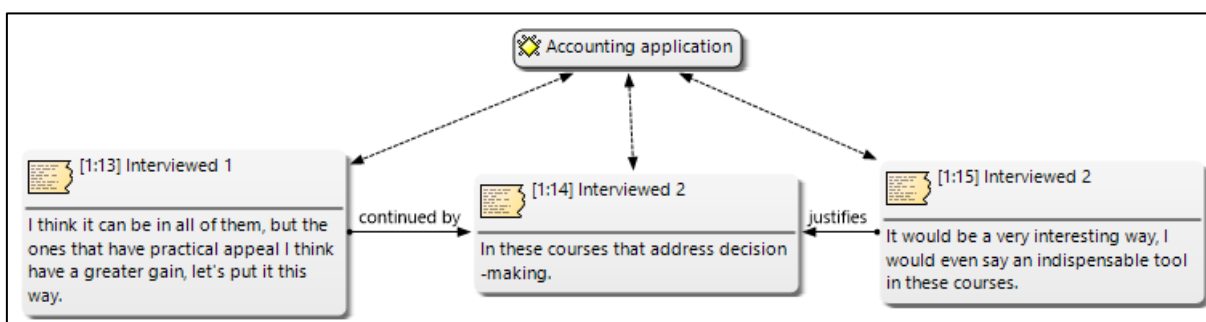 Accounting application
[1:13] Interviewed 1
I think it can be in all of them, but the
ones that have practical appeal I think
have a greater gain, let's put it this
way.
continued by
[1:14] Interviewed 2
In these courses that address decision
-making.
justifies
[1:15] Interviewed 2
It would be a very interesting way, I
would even say an indispensable tool
in these courses.